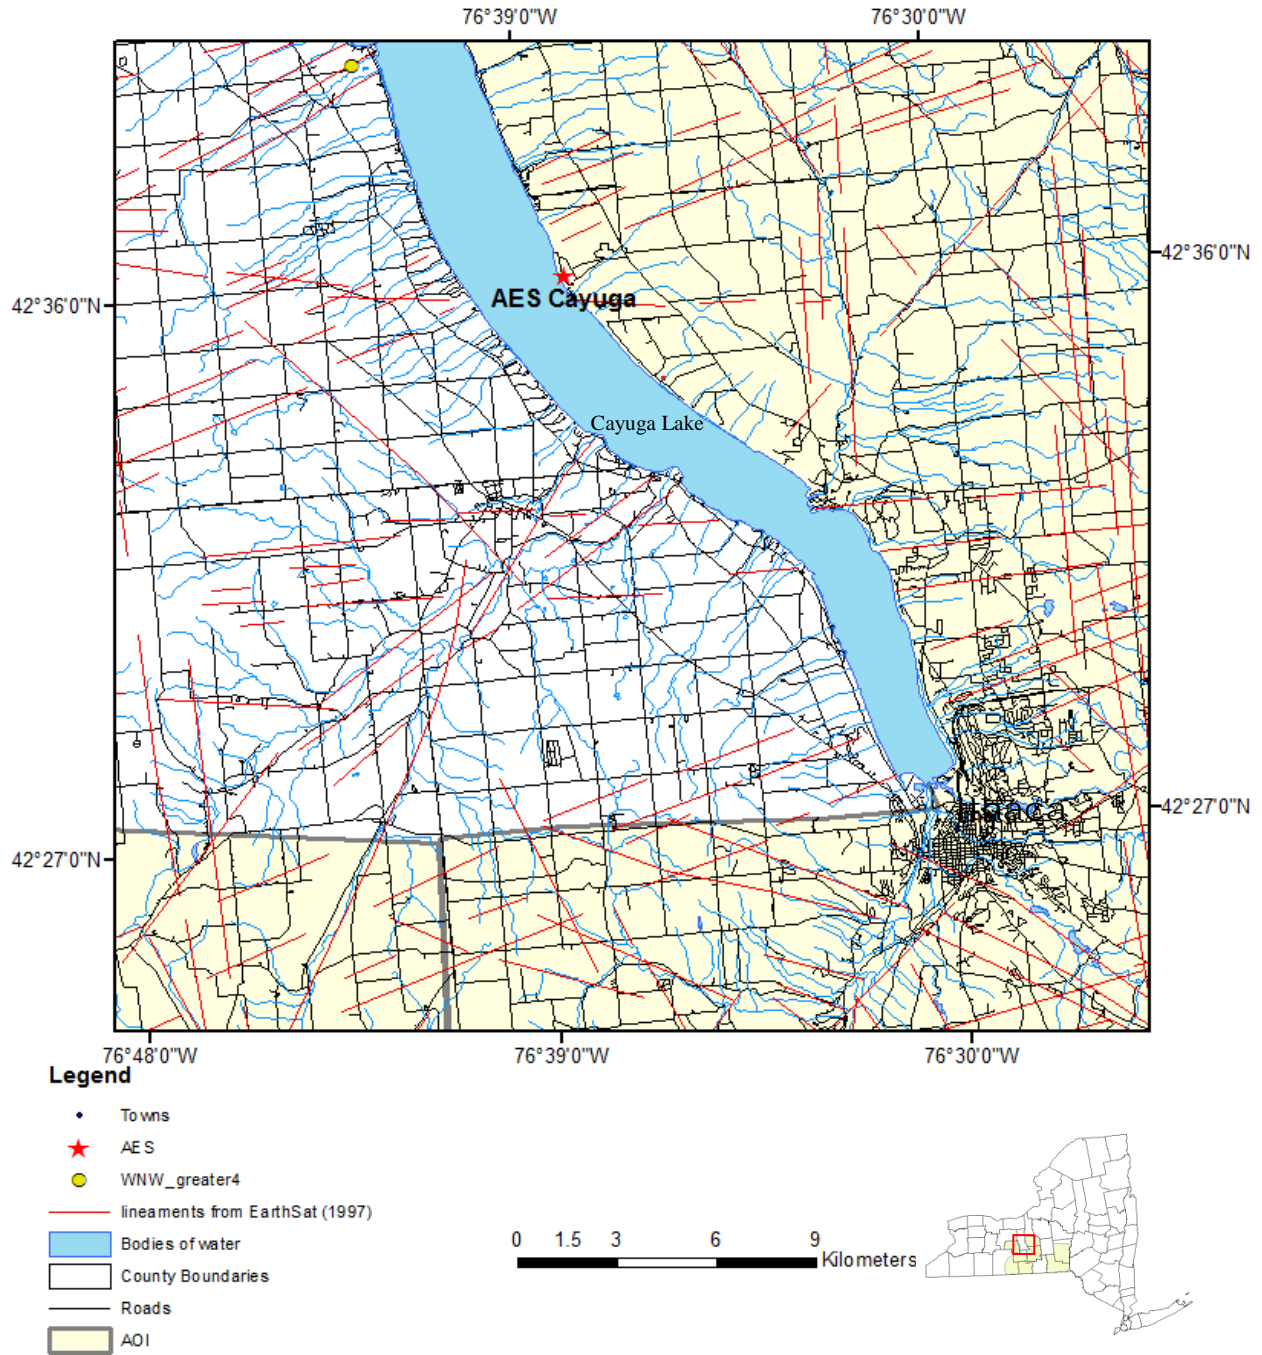 76°39'0"W 76°30'0"W
42°36'0"N
42°36'0"N
AES Cayuga
Cayuga Lake
42°27'0"N
Ithaca
42°27'0"N
76°48'0"W 76°39'0"W 76°30'0"W
Legend
Towns
AES
WNW_greater4
lineaments from EarthSat (1997)
Bodies of water
County Boundaries
Roads
AOI
0 1.5 3 6 9
Kilometers